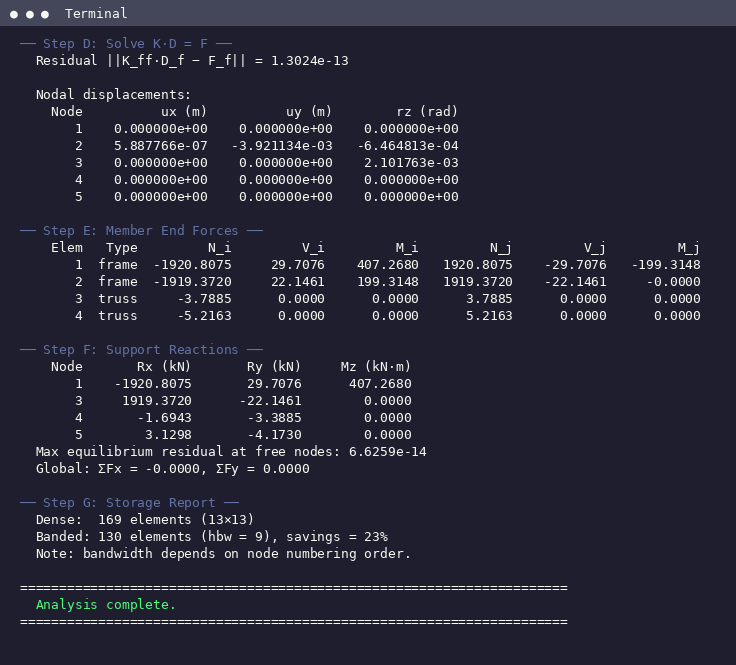 Terminal
── Step D: Solve K·D = F ──
Residual ||K_ff·D_f − F_f|| = 1.3024e-13
Nodal displacements:
Node ux (m) uy (m) rz (rad)
1 0.000000e+00 0.000000e+00 0.000000e+00
2 5.887766e-07 -3.921134e-03 -6.464813e-04
3 0.000000e+00 0.000000e+00 2.101763e-03
4 0.000000e+00 0.000000e+00 0.000000e+00
5 0.000000e+00 0.000000e+00 0.000000e+00
── Step E: Member End Forces ──
Elem Type N_i V_i M_i N_j V_j M_j
1 frame -1920.8075 29.7076 407.2680 1920.8075 -29.7076 -199.3148
2 frame -1919.3720 22.1461 199.3148 1919.3720 -22.1461 -0.0000
3 truss -3.7885 0.0000 0.0000 3.7885 0.0000 0.0000
4 truss -5.2163 0.0000 0.0000 5.2163 0.0000 0.0000
── Step F: Support Reactions ──
Node Rx (kN) Ry (kN) Mz (kN·m)
1 -1920.8075 29.7076 407.2680
3 1919.3720 -22.1461 0.0000
4 -1.6943 -3.3885 0.0000
5 3.1298 -4.1730 0.0000
Max equilibrium residual at free nodes: 6.6259e-14
Global: ΣFx = -0.0000, ΣFy = 0.0000
── Step G: Storage Report ──
Dense: 169 elements (13×13)
Banded: 130 elements (hbw = 9), savings = 23%
Note: bandwidth depends on node numbering order.
======================================================================
Analysis complete.
======================================================================